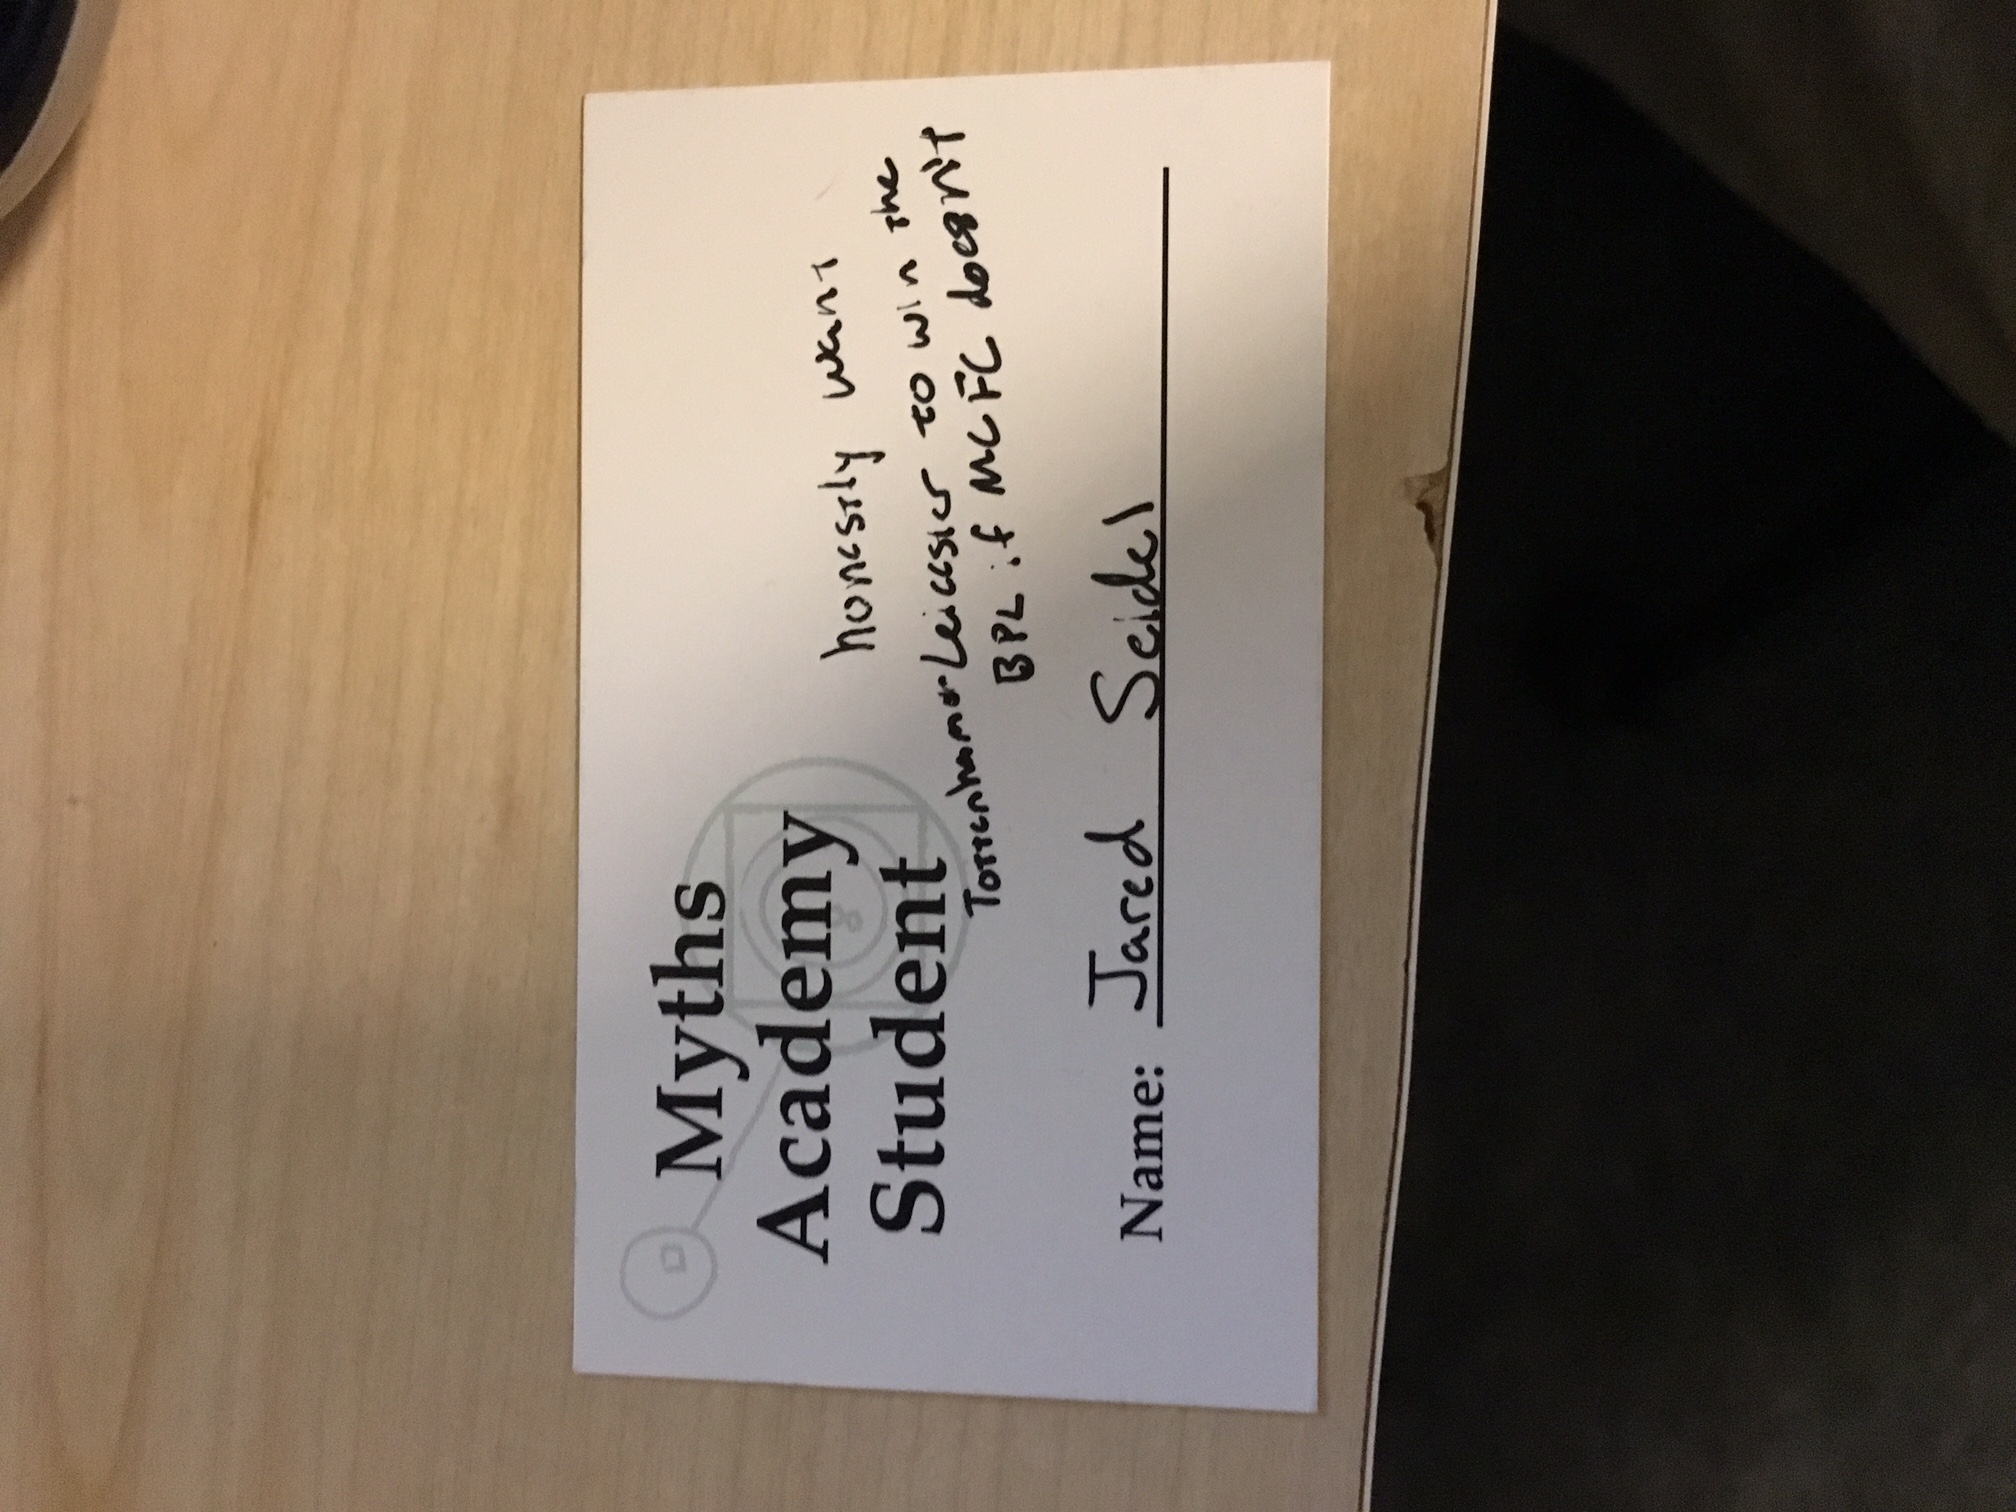 Myths
Academy
Student
honestly want
Tottenham or Leicester to win the
BPL if MCFC doesn't
Name: Jared Seidel